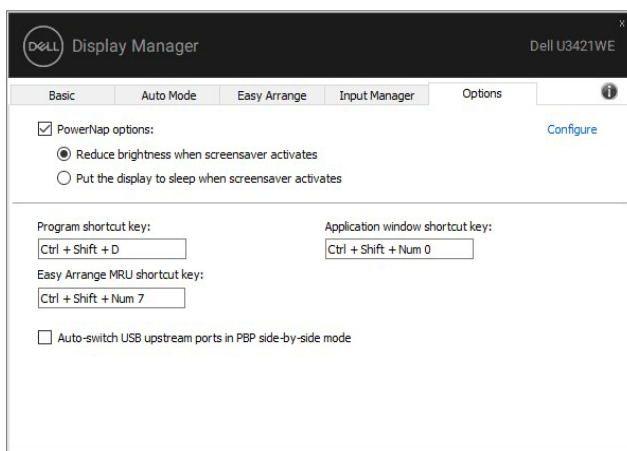 DELL Display Manager
Dell U3421WE
x
Basic Auto Mode Easy Arrange Input Manager Options
PowerNap options:
Configure
Reduce brightness when screensaver activates
Put the display to sleep when screensaver activates
Program shortcut key:
Application window shortcut key:
Ctrl + Shift + D
Ctrl + Shift + Num 0
Easy Arrange MRU shortcut key:
Ctrl + Shift + Num 7
Auto-switch USB upstream ports in PBP side-by-side mode